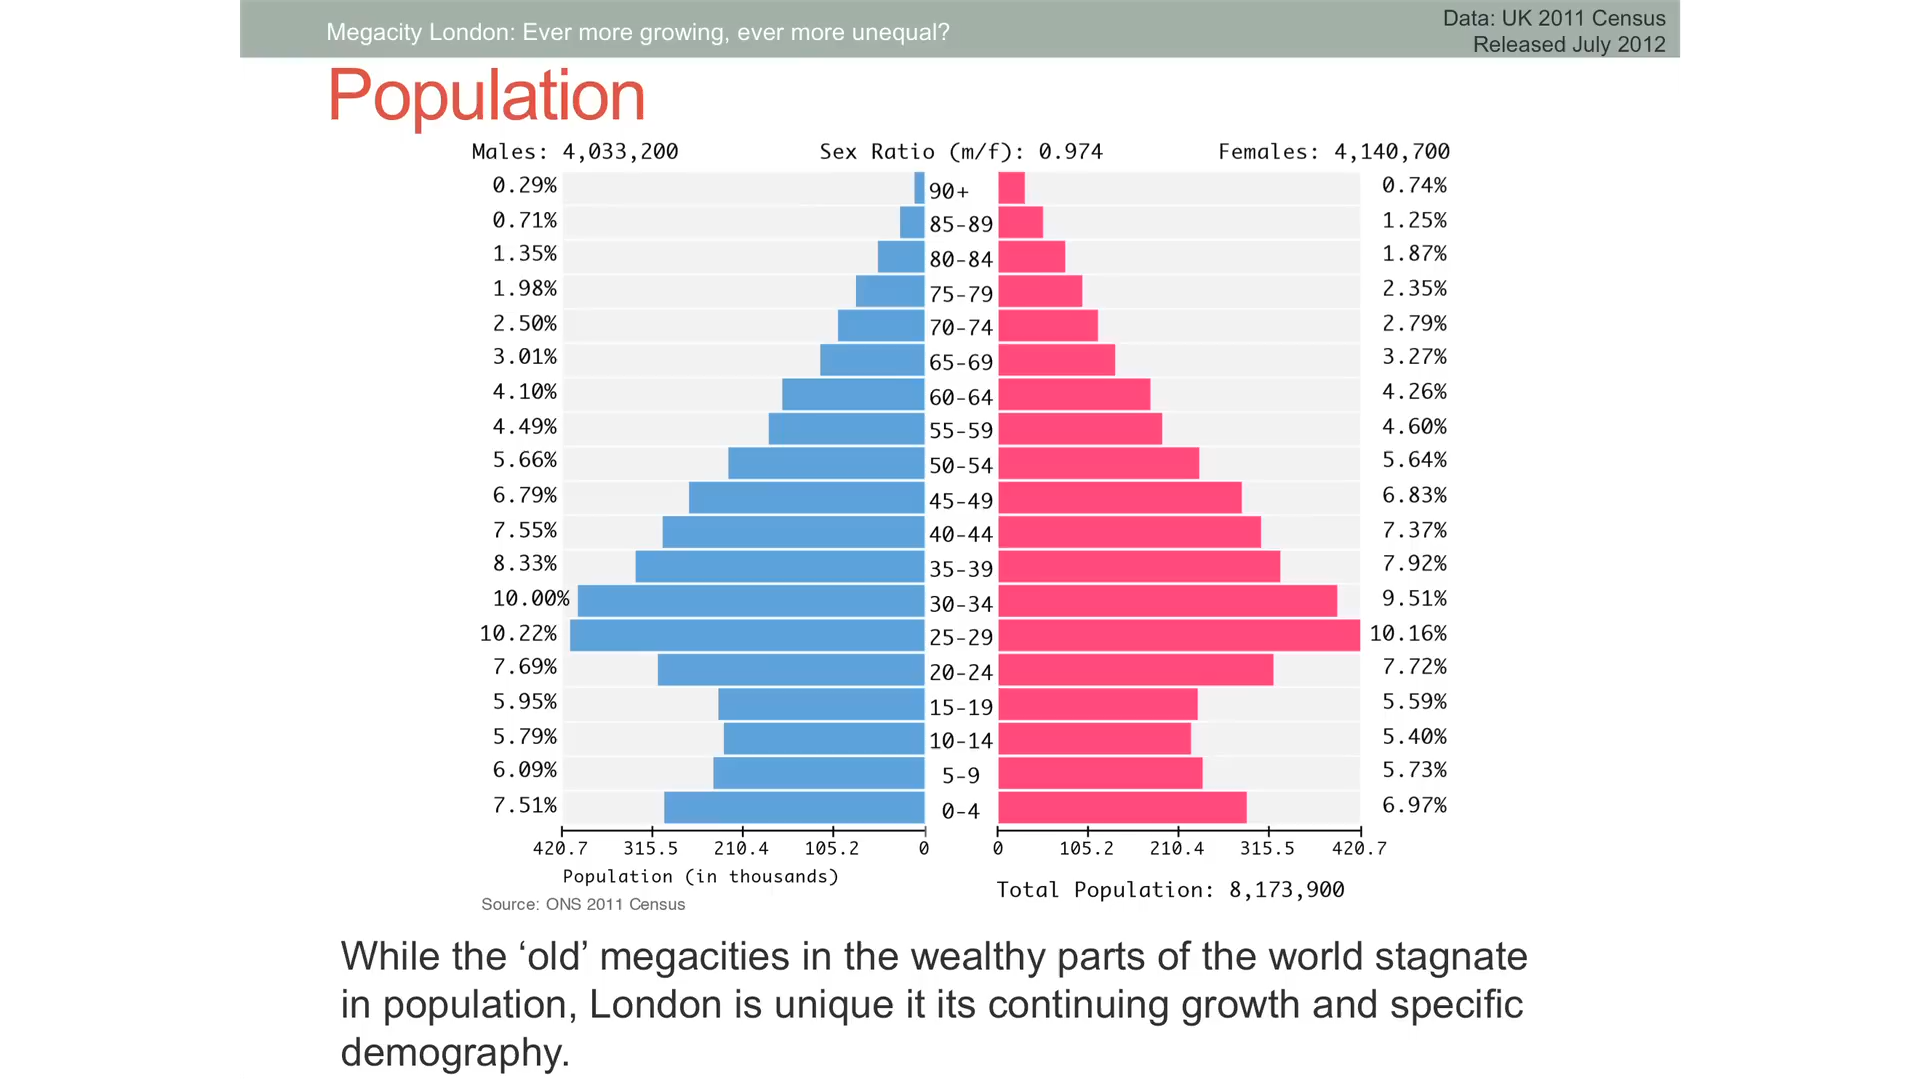 Megacity London: Ever more growing, ever more unequal?
Data: UK 2011 Census
Released July 2012
Population
Males: 4,033,200 Sex Ratio (m/f): 0.974 Females: 4,140,700
0.29% 90+ 0.74%
0.71% 85-89 1.25%
1.35% 80-84 1.87%
1.98% 75-79 2.35%
2.50% 70-74 2.79%
3.01% 65-69 3.27%
4.10% 60-64 4.26%
4.49% 55-59 4.60%
5.66% 50-54 5.64%
6.79% 45-49 6.83%
7.55% 40-44 7.37%
8.33% 35-39 7.92%
10.00% 30-34 9.51%
10.22% 25-29 10.16%
7.69% 20-24 7.72%
5.95% 15-19 5.59%
5.79% 10-14 5.40%
6.09% 5-9 5.73%
7.51% 0-4 6.97%
420.7 315.5 210.4 105.2 0 0 105.2 210.4 315.5 420.7
Population (in thousands)
Total Population: 8,173,900
Source: ONS 2011 Census
While the ‘old’ megacities in the wealthy parts of the world stagnate
in population, London is unique it its continuing growth and specific
demography.